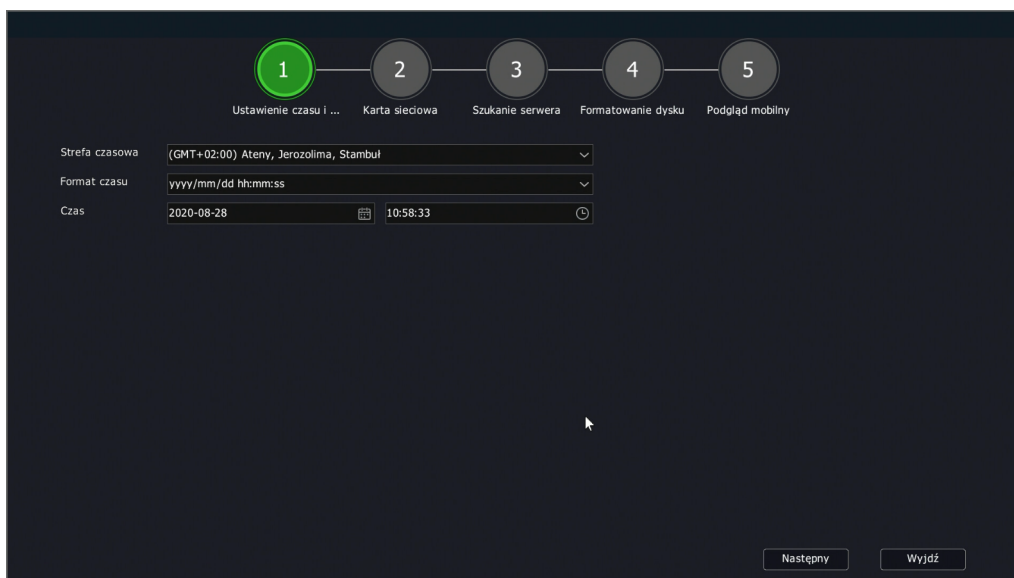 1 2 3 4 5
Ustawienie czasu i ... Karta sieciowa Szukanie serwera Formatowanie dysku Podgląd mobilny
Strefa czasowa (GMT+02:00) Ateny, Jerozolima, Stambuł
Format czasu yyyy/mm/dd hh:mm:ss
Czas 2020-08-28 10:58:33
Następny Wyjdź